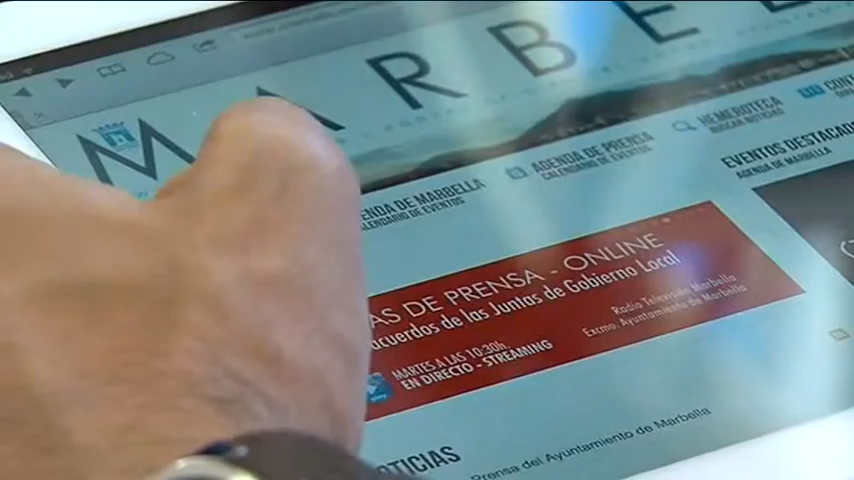 MARBE
AGENDA DE PRENSA
CALENDARIO DE EVENTOS
HEMEROTECA
BUSCAR NOTICIAS
ENDA DE MARBELLA
CALENDARIO DE EVENTOS
EVENTOS DESTACADOS
AGENDA DE MARBELLA
AS DE PRENSA - ONLINE
acuerdos de las Juntas de Gobierno Local
Radio Televisión Marbella
Excmo. Ayuntamiento de Marbella
MARTES A LAS 10:30h.
EN DIRECTO - STREAMING
OTICIAS
Prensa del Ayuntamiento de Marbella